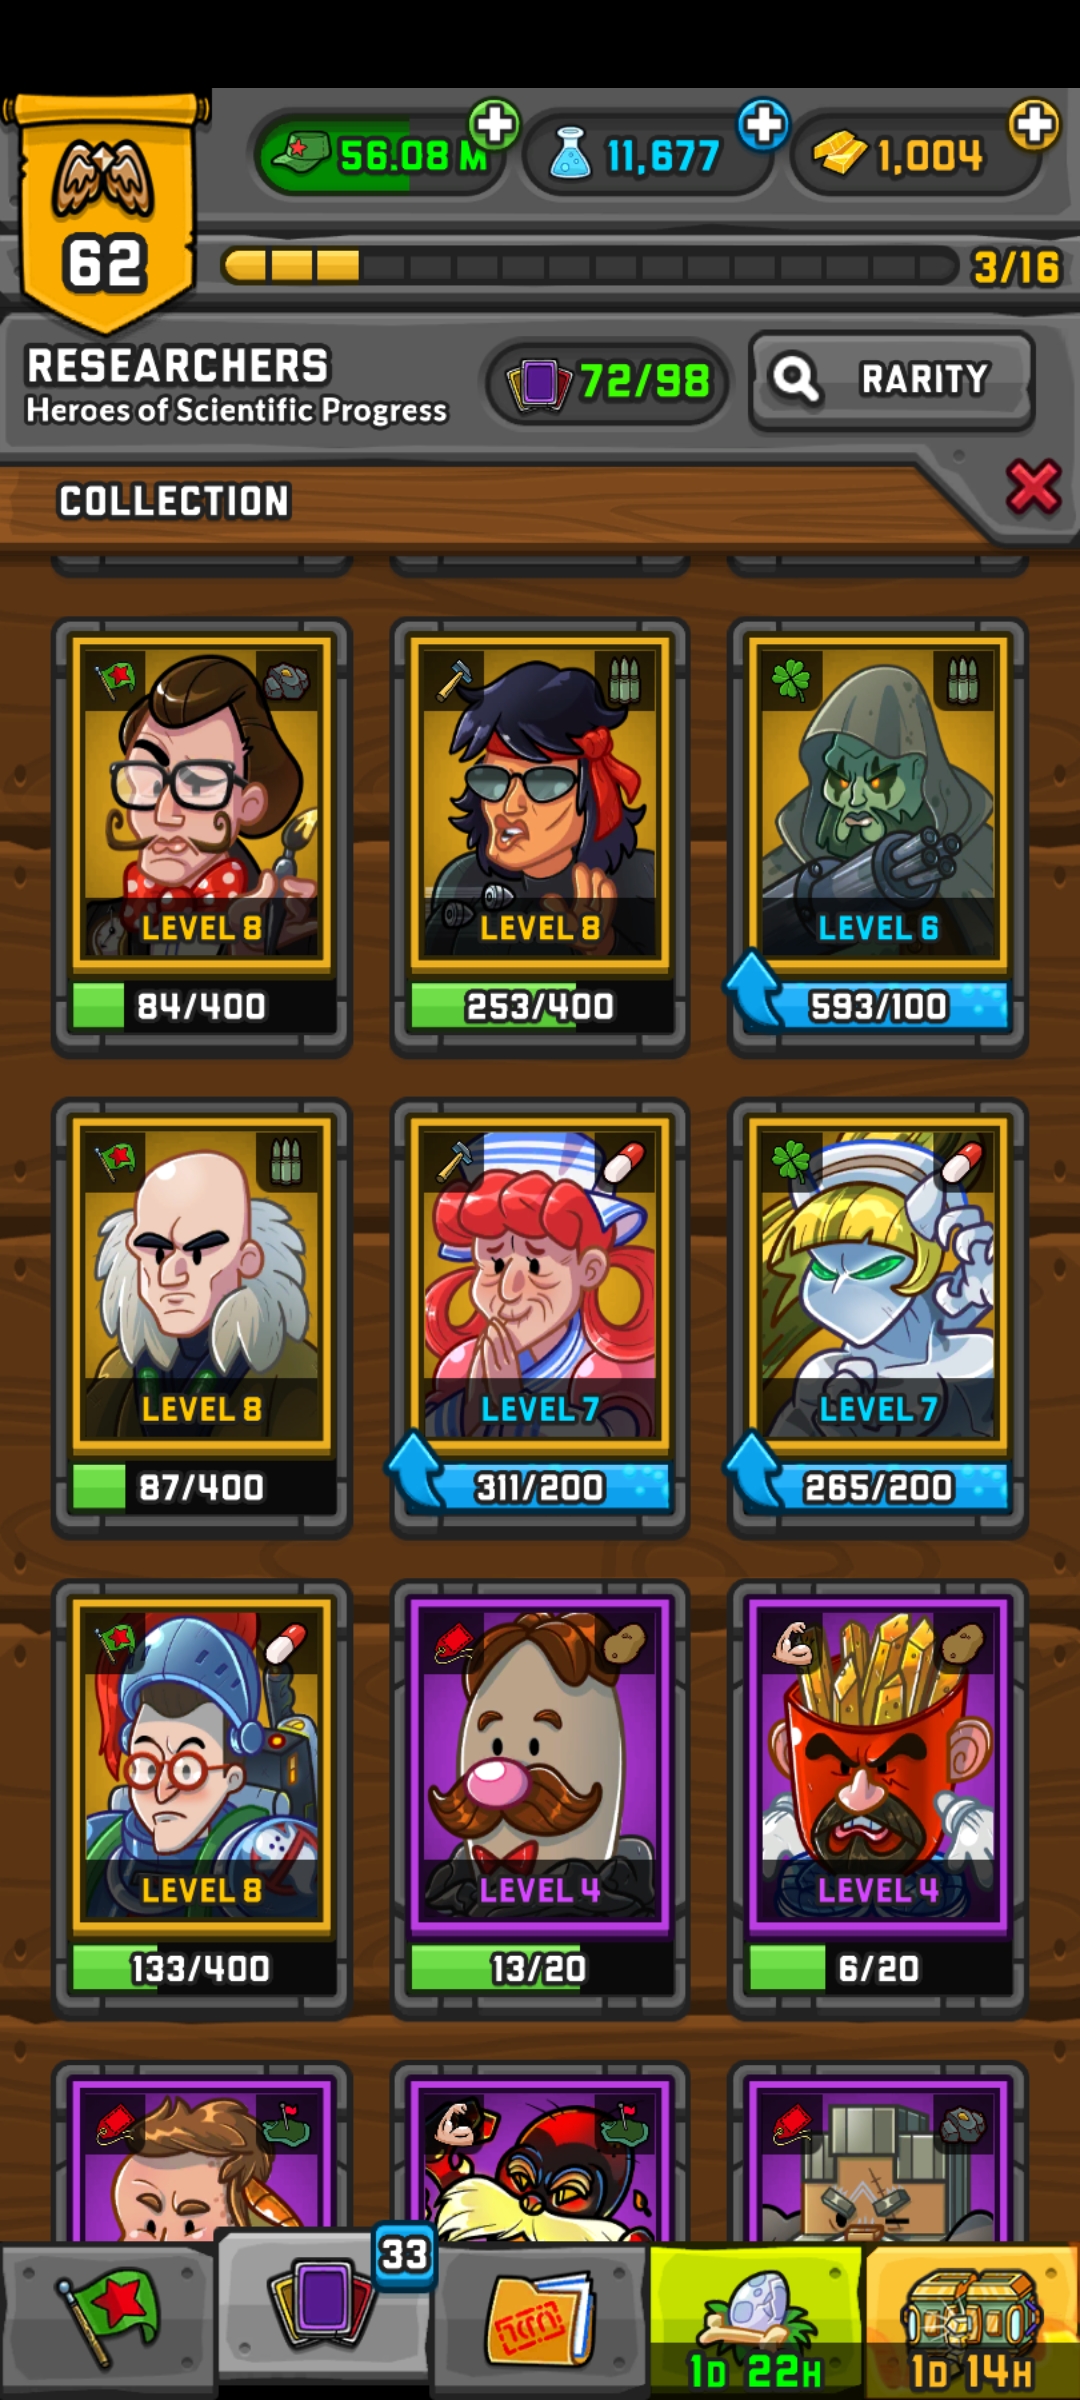 56.08 M
11,677
1,004
62
3/16
RESEARCHERS
Heroes of Scientific Progress
72/98
RARITY
COLLECTION
LEVEL 8
LEVEL 8
LEVEL 6
84/400
253/400
593/100
LEVEL 8
LEVEL 7
LEVEL 7
87/400
311/200
265/200
LEVEL 8
LEVEL 4
LEVEL 4
133/400
13/20
6/20
33
1D 22H
1D 14H